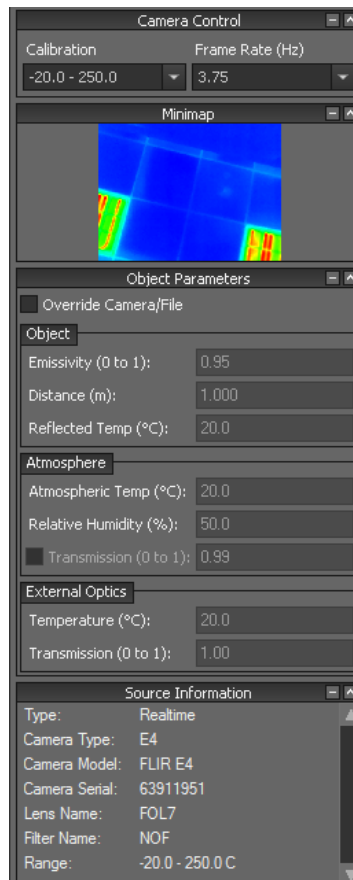 Camera Control
Calibration Frame Rate (Hz)
-20.0 - 250.0 3.75
Minimap
Object Parameters
Override Camera/File
Object
Emissivity (0 to 1): 0.95
Distance (m): 1.000
Reflected Temp (°C): 20.0
Atmosphere
Atmospheric Temp (°C): 20.0
Relative Humidity (%): 50.0
Transmission (0 to 1): 0.99
External Optics
Temperature (°C): 20.0
Transmission (0 to 1): 1.00
Source Information
Type: Realtime
Camera Type: E4
Camera Model: FLIR E4
Camera Serial: 63911951
Lens Name: FOL7
Filter Name: NOF
Range: -20.0 - 250.0 C